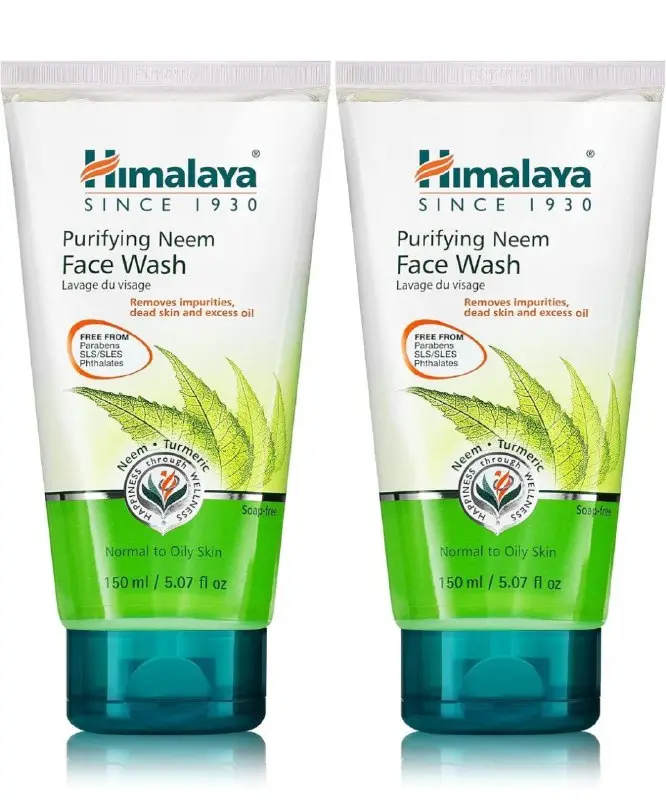 Himalaya®
SINCE 1930
Purifying Neem
Face Wash
Lavage du visage
Removes impurities,
dead skin and excess oil
FREE FROM
Parabens
SLS/SLES
Phthalates
Neem • Turmeric
HAPPINESS through WELLNESS
Soap-free
Normal to Oily Skin
150 ml / 5.07 fl oz
Himalaya®
SINCE 1930
Purifying Neem
Face Wash
Lavage du visage
Removes impurities,
dead skin and excess oil
FREE FROM
Parabens
SLS/SLES
Phthalates
Neem • Turmeric
HAPPINESS through WELLNESS
Soap-free
Normal to Oily Skin
150 ml / 5.07 fl oz